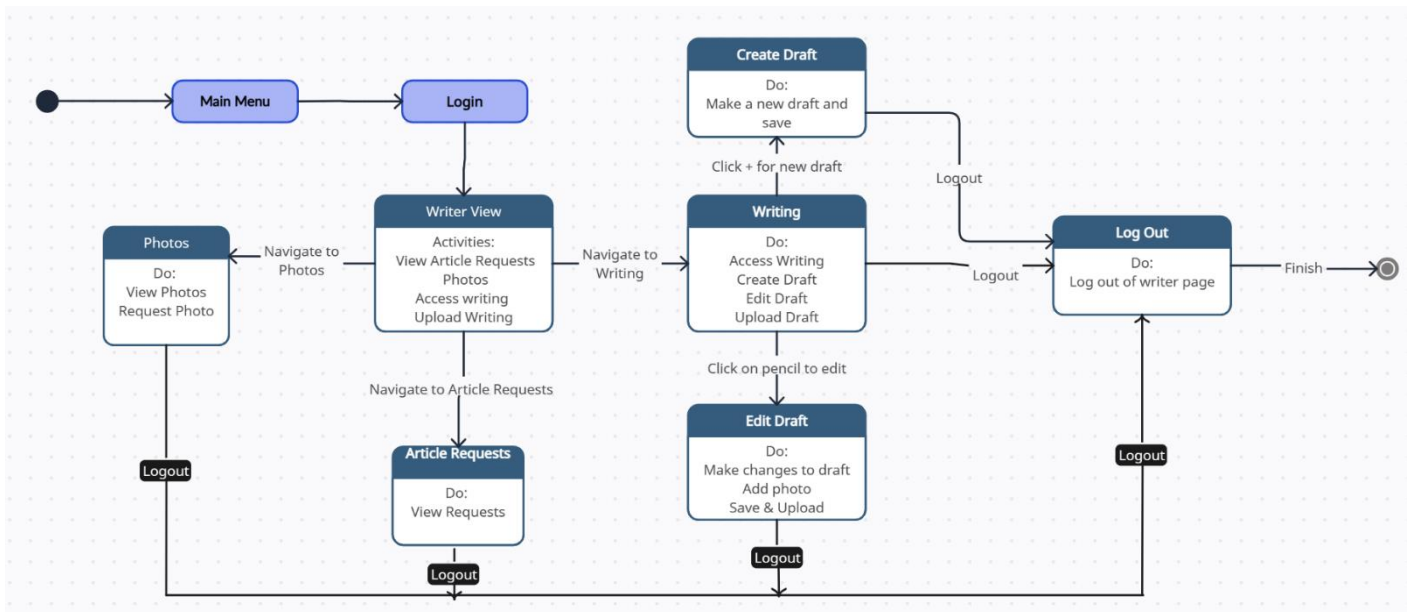 Main Menu
Login
Create Draft
Do:
Make a new draft and
save
Click + for new draft
Logout
Photos
Do:
View Photos
Request Photo
Navigate to
Photos
Writer View
Activities:
View Article Requests
Photos
Access writing
Upload Writing
Navigate to
Writing
Writing
Do:
Access Writing
Create Draft
Edit Draft
Upload Draft
Logout
Log Out
Do:
Log out of writer page
Finish
Navigate to Article Requests
Click on pencil to edit
Article Requests
Do:
View Requests
Edit Draft
Do:
Make changes to draft
Add photo
Save & Upload
Logout
Logout
Logout
Logout